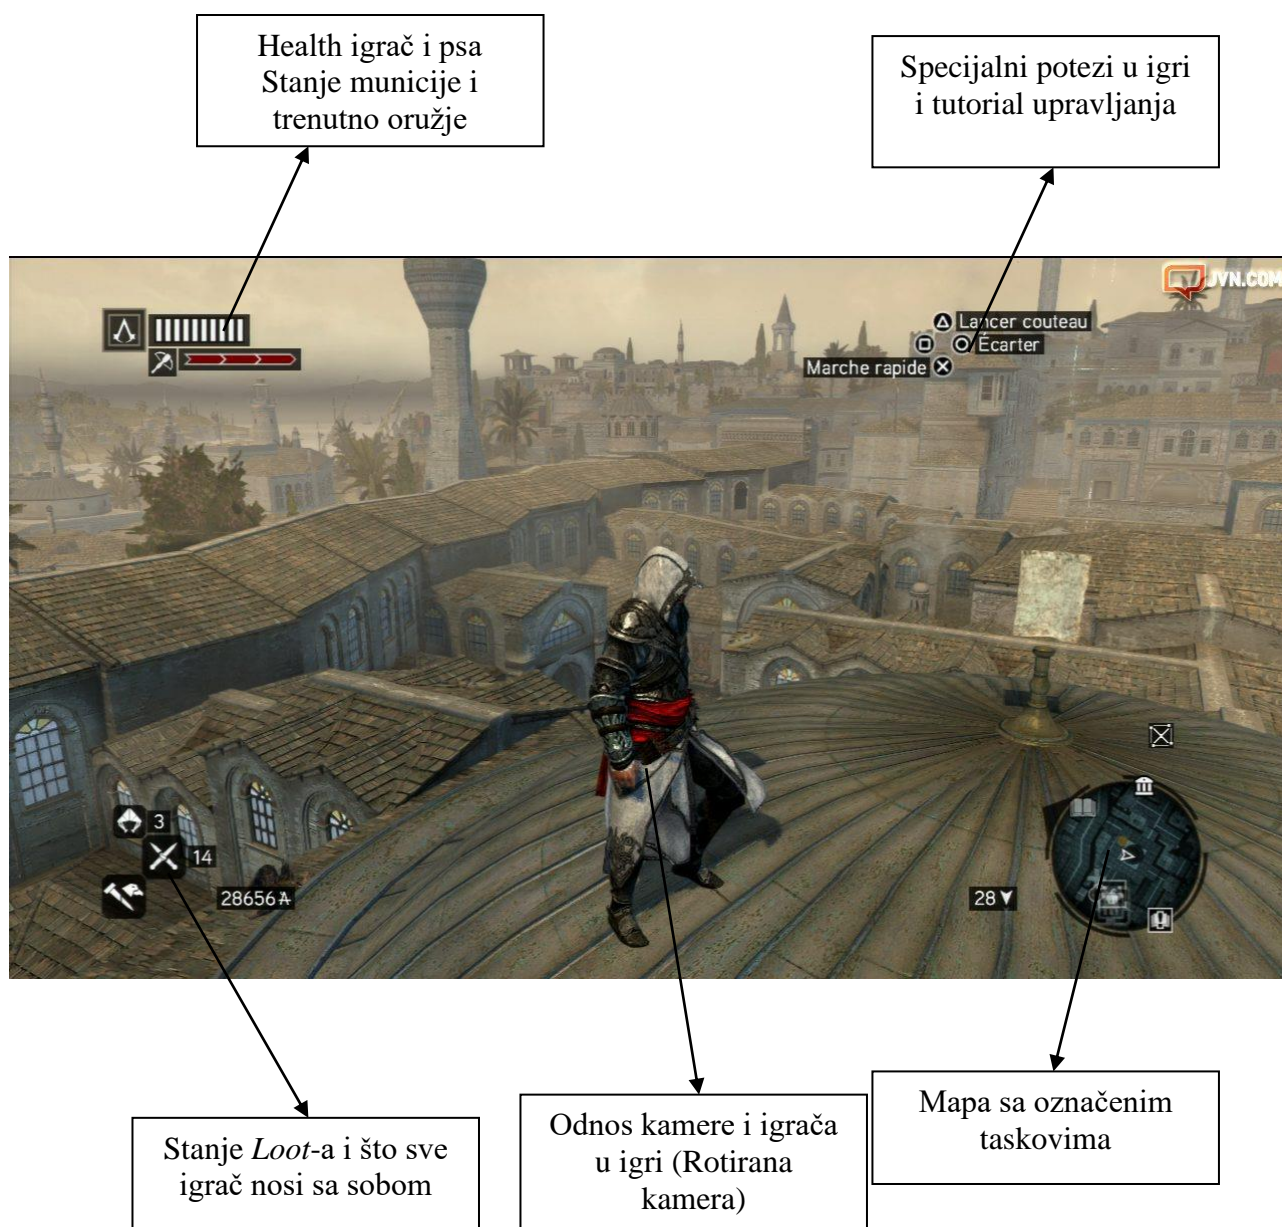 Health igrač i psa
Stanje municije i
trenutno oružje
Specijalni potezi u igri
i tutorial upravljanja
JVN.COM
Lancer couteau
Écarter
Marche rapide
3
14
28656
28
Stanje Loot-a i što sve
igrač nosi sa sobom
Odnos kamere i igrača
u igri (Rotirana
kamera)
Mapa sa označenim
taskovima